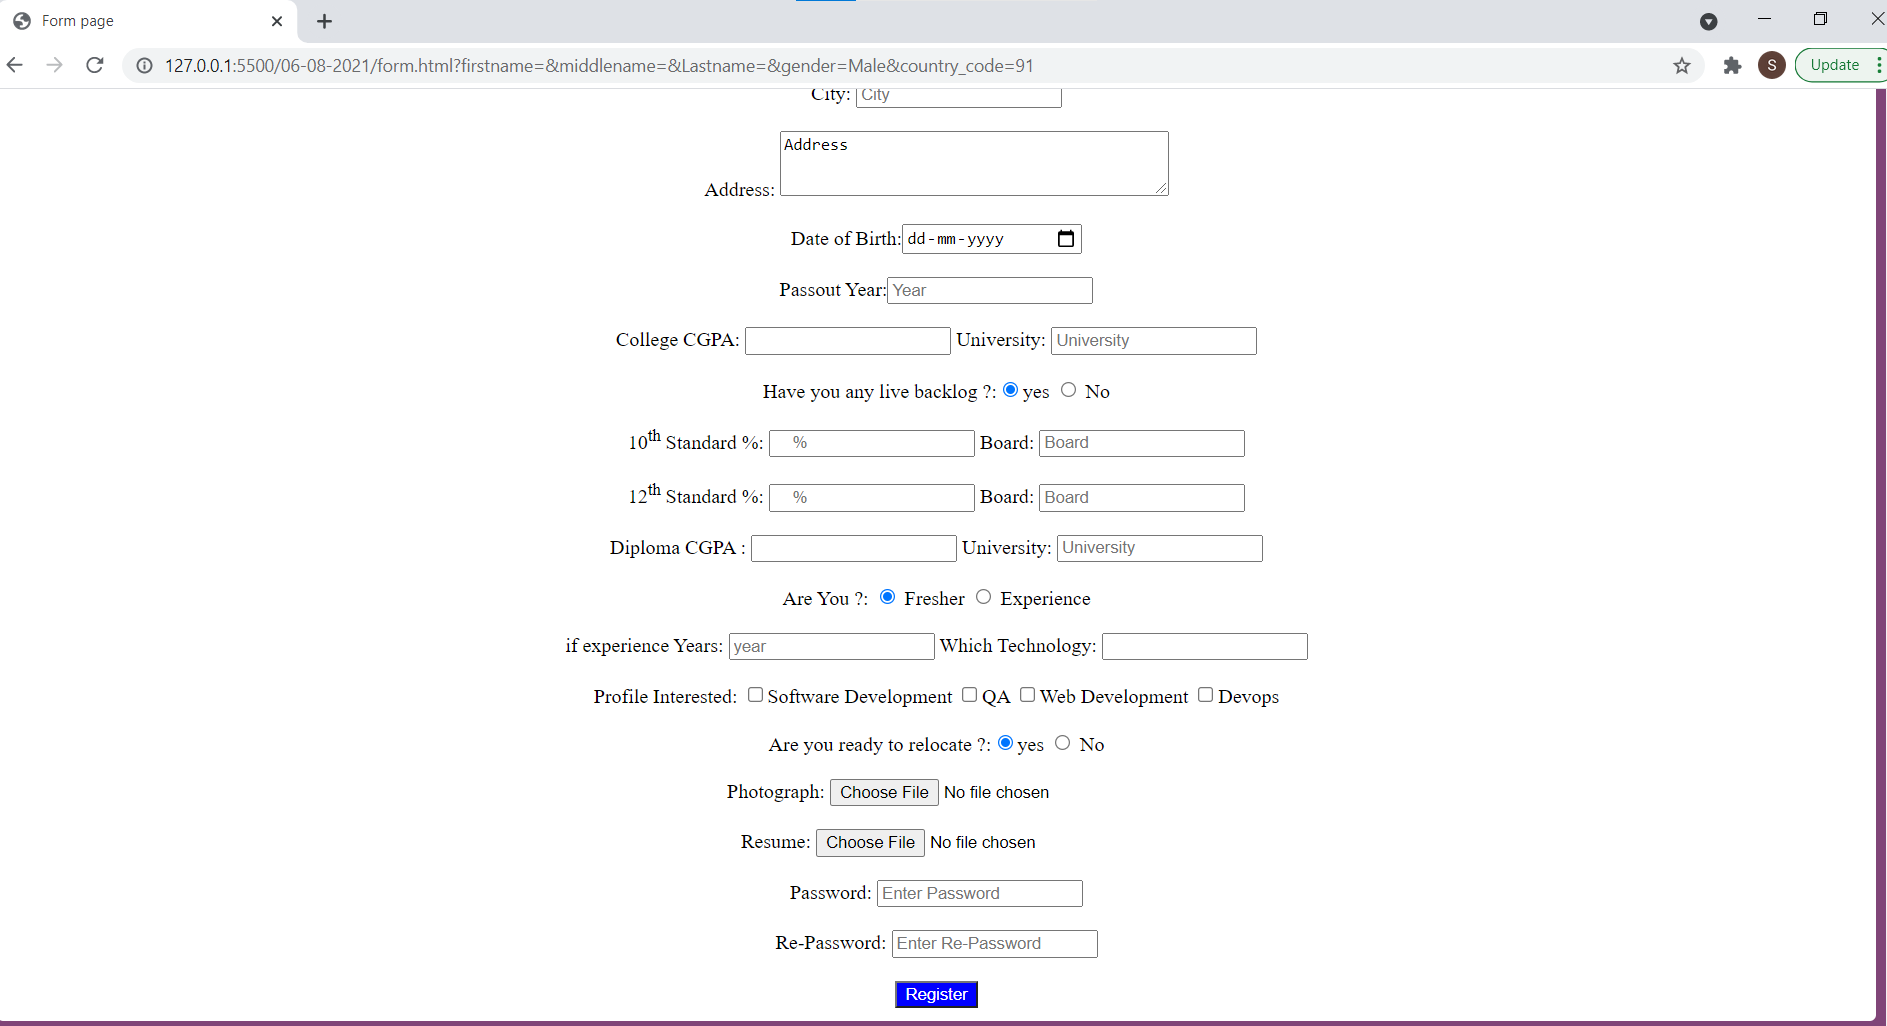 Form page
127.0.0.1:5500/06-08-2021/form.html?firstname=&middlename=&Lastname=&gender=Male&country_code=91
S
Update
City: City
Address
Address:
Date of Birth: dd-mm-yyyy
Passout Year: Year
College CGPA: University: University
Have you any live backlog ?: yes No
10th Standard %: % Board: Board
12th Standard %: % Board: Board
Diploma CGPA : University: University
Are You ?: Fresher Experience
if experience Years: year Which Technology:
Profile Interested: Software Development QA Web Development Devops
Are you ready to relocate ?: yes No
Photograph: Choose File No file chosen
Resume: Choose File No file chosen
Password: Enter Password
Re-Password: Enter Re-Password
Register